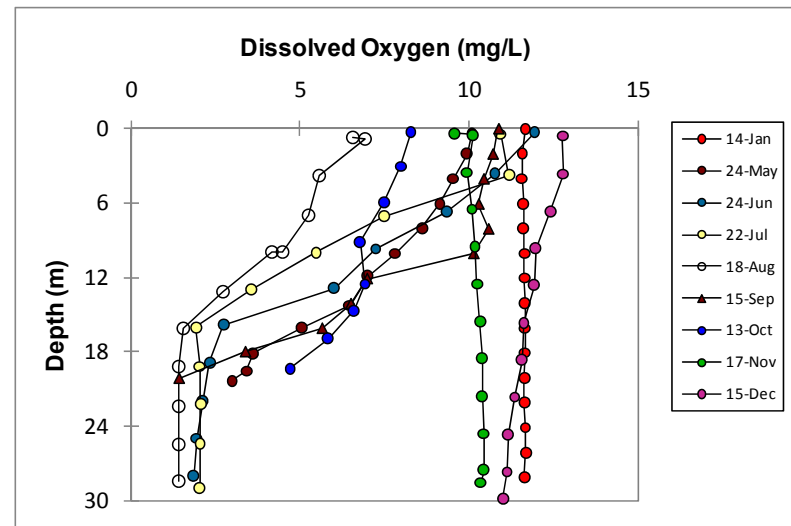 Dissolved Oxygen (mg/L)
0 5 10 15
0
6
12
18
24
30
Depth (m)
14-Jan
24-May
24-Jun
22-Jul
18-Aug
15-Sep
13-Oct
17-Nov
15-Dec